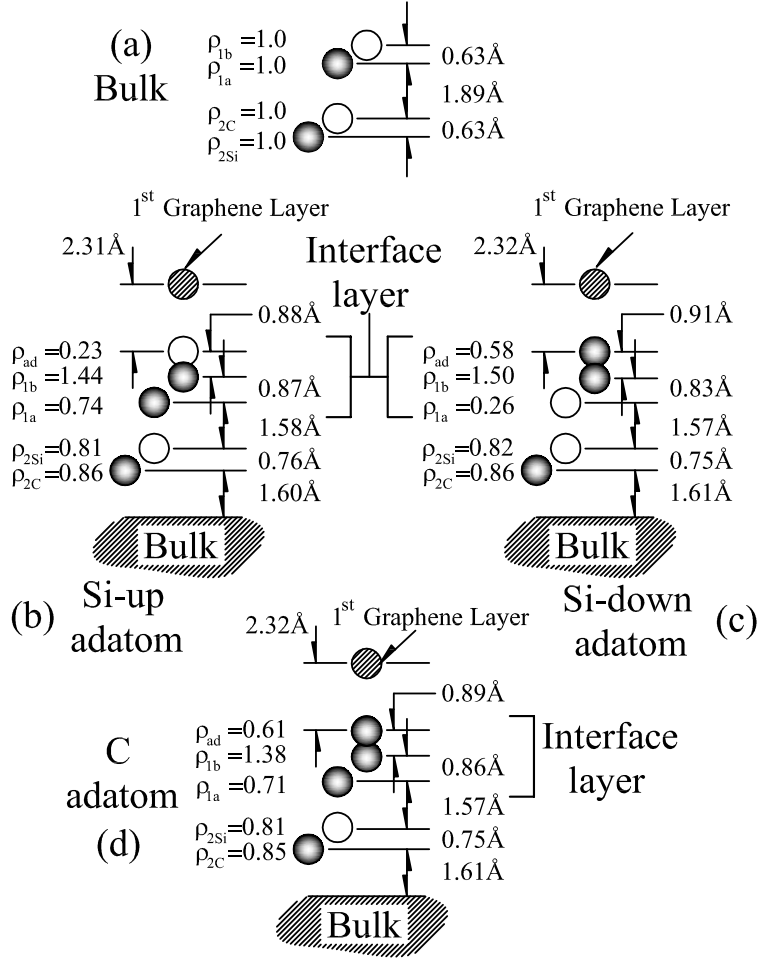 (a)
Bulk
ρ1b=1.0
ρ1a=1.0
ρ2C=1.0
ρ2Si=1.0
0.63Å
1.89Å
0.63Å
1st Graphene Layer
2.31Å
Interface
layer
0.88Å
ρad=0.23
ρ1b=1.44
ρ1a=0.74
0.87Å
1.58Å
ρ2Si=0.81
ρ2C=0.86
0.76Å
1.60Å
Bulk
(b)
Si-up
adatom
1st Graphene Layer
2.32Å
0.91Å
ρad=0.58
ρ1b=1.50
ρ1a=0.26
0.83Å
1.57Å
ρ2Si=0.82
ρ2C=0.86
0.75Å
1.61Å
Bulk
Si-down
adatom
(c)
1st Graphene Layer
2.32Å
0.89Å
C
adatom
(d)
ρad=0.61
ρ1b=1.38
ρ1a=0.71
0.86Å
1.57Å
Interface
layer
ρ2Si=0.81
ρ2C=0.85
0.75Å
1.61Å
Bulk